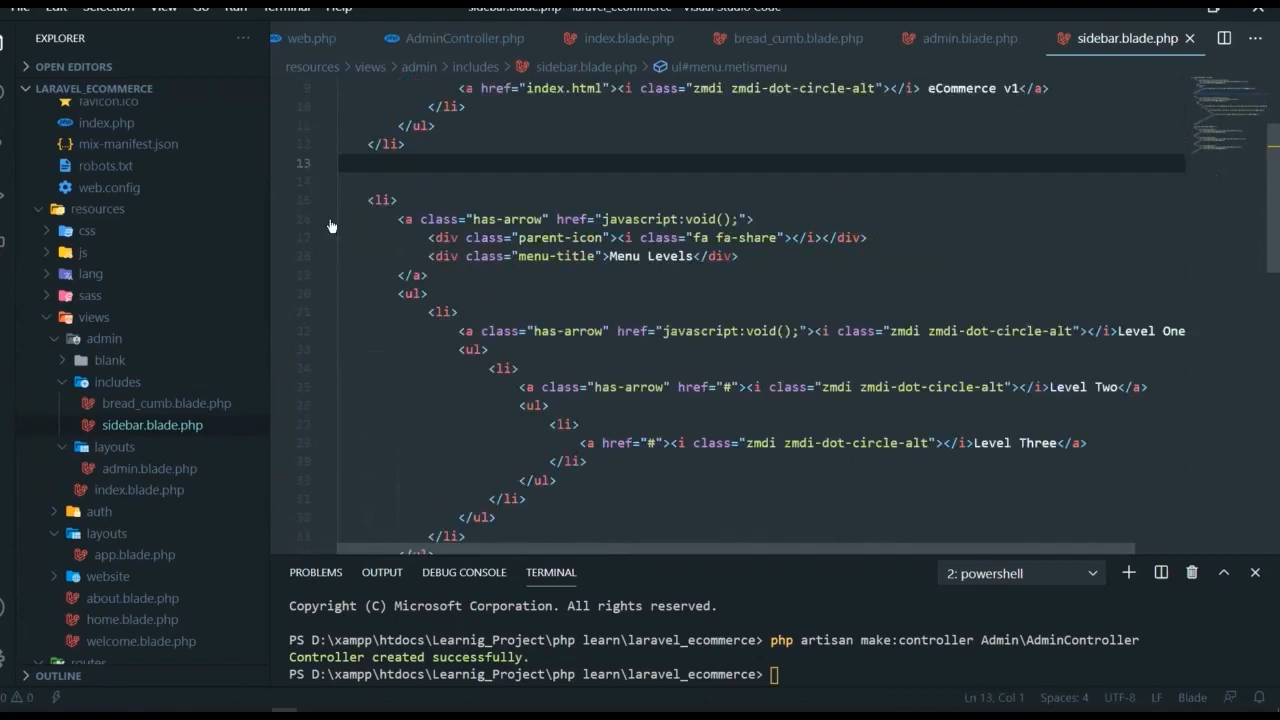 File Edit Selection View Go Run Terminal Help sidebar.blade.php - laravel_ecommerce - Visual Studio Code
EXPLORER ...
OPEN EDITORS
LARAVEL_ECOMMERCE
favicon.ico
index.php
mix-manifest.json
robots.txt
web.config
resources
css
js
lang
sass
views
admin
blank
includes
bread_cumb.blade.php
sidebar.blade.php
layouts
admin.blade.php
index.blade.php
auth
layouts
app.blade.php
website
about.blade.php
home.blade.php
welcome.blade.php
routes
OUTLINE
web.php AdminController.php index.blade.php bread_cumb.blade.php admin.blade.php sidebar.blade.php
resources > views > admin > includes > sidebar.blade.php > ul#menu.metismenu
9 <a href="index.html"><i class="zmdi zmdi-dot-circle-alt"></i> eCommerce v1</a>
10 </li>
11 </ul>
12 </li>
13
14
<li>
<a class="has-arrow" href="javascript:void();">
<div class="parent-icon"><i class="fa fa-share"></i></div>
<div class="menu-title">Menu Levels</div>
</a>
<ul>
<li>
<a class="has-arrow" href="javascript:void();"><i class="zmdi zmdi-dot-circle-alt"></i>Level One
<ul>
<li>
<a class="has-arrow" href="#"><i class="zmdi zmdi-dot-circle-alt"></i>Level Two</a>
<ul>
<li>
<a href="#"><i class="zmdi zmdi-dot-circle-alt"></i>Level Three</a>
</li>
</ul>
</li>
</ul>
</li>
</ul>
PROBLEMS OUTPUT DEBUG CONSOLE TERMINAL 2: powershell
Copyright (C) Microsoft Corporation. All rights reserved.
PS D:\xampp\htdocs\Learnig_Project\php learn\laravel_ecommerce> php artisan make:controller Admin\AdminController
Controller created successfully.
PS D:\xampp\htdocs\Learnig_Project\php learn\laravel_ecommerce>
0 0 Ln 13, Col 1 Spaces: 4 UTF-8 LF Blade